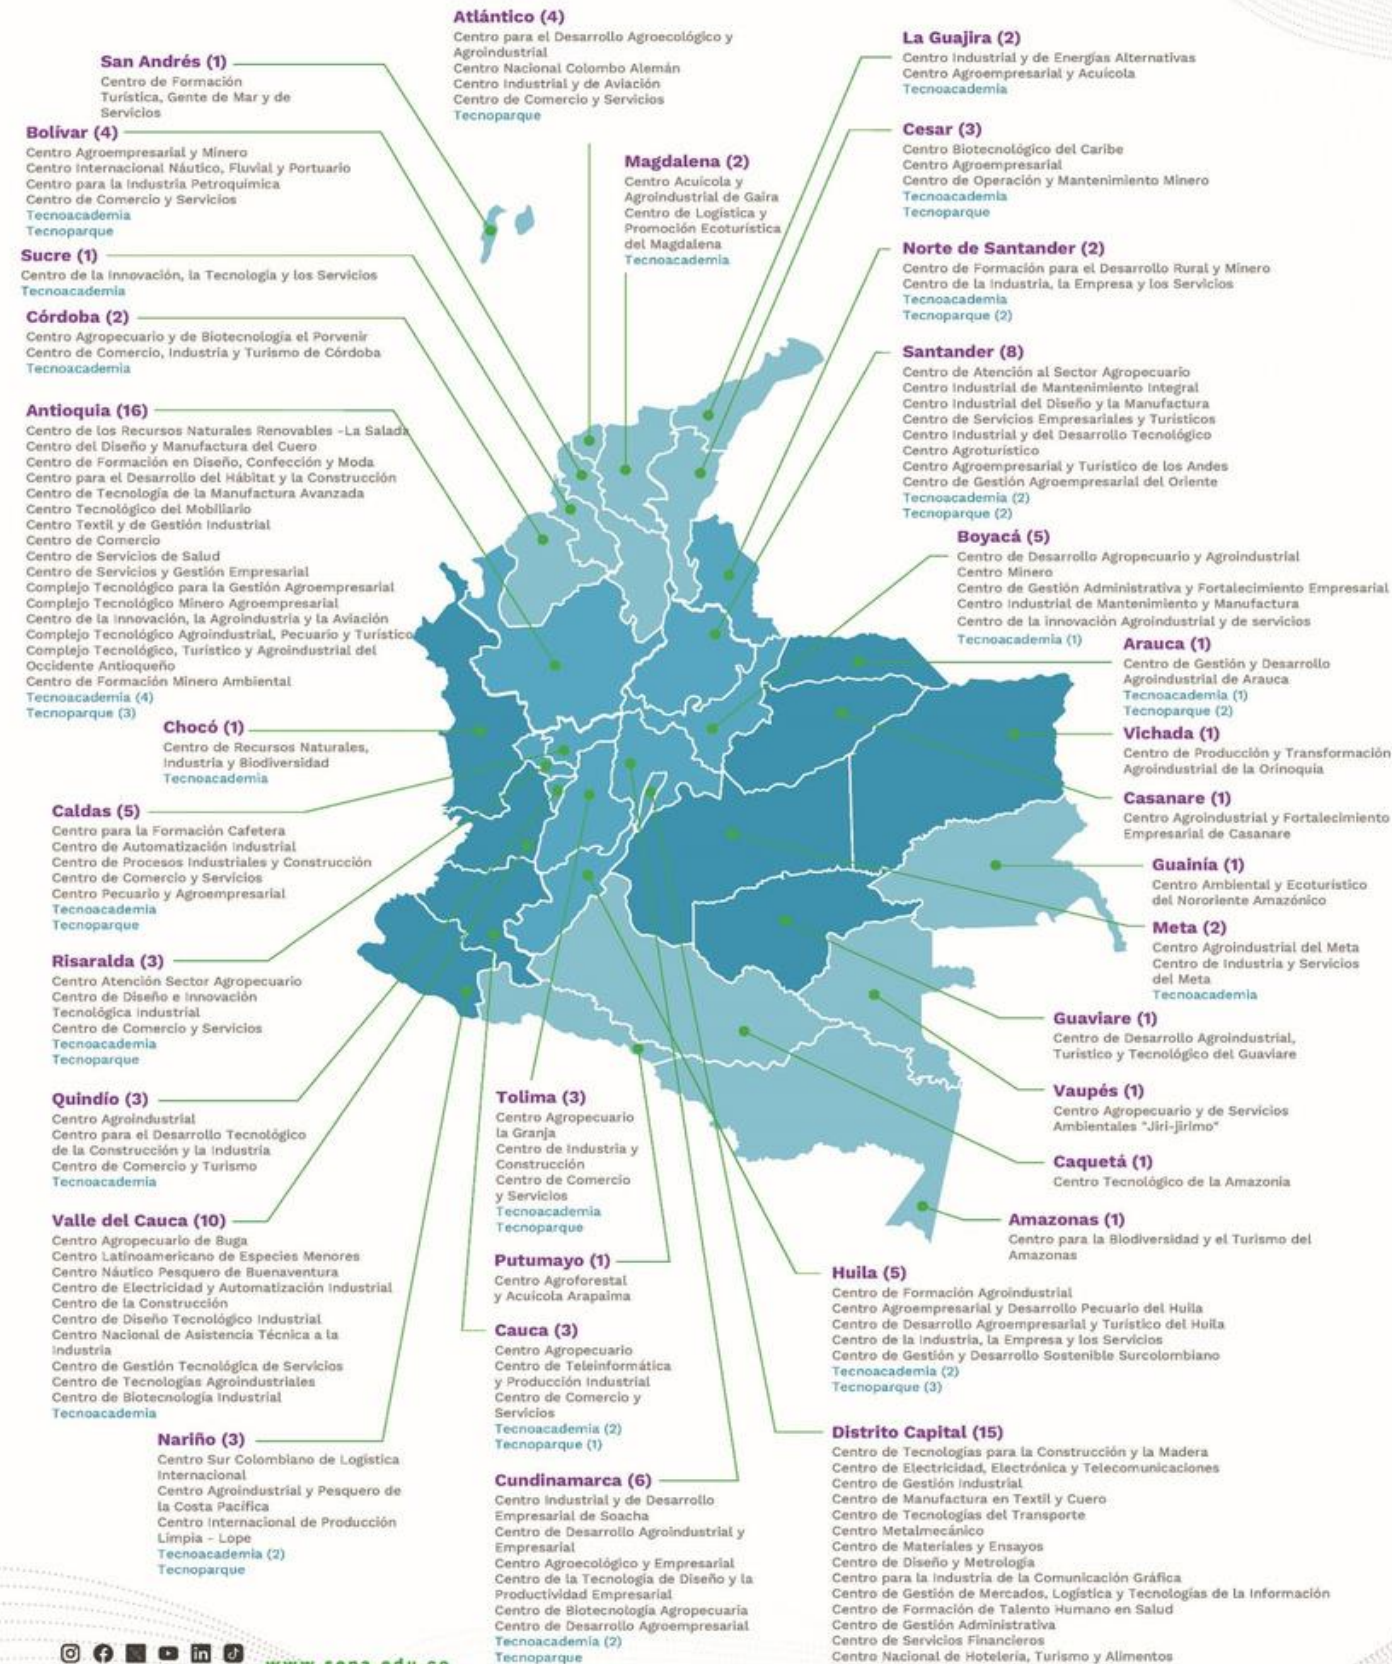 Atlántico (4)
Centro para el Desarrollo Agroecológico y
Agroindustrial
Centro Nacional Colombo Alemán
Centro Industrial y de Aviación
Centro de Comercio y Servicios
Tecnoparque
San Andrés (1)
Centro de Formación
Turística, Gente de Mar y de
Servicios
Bolívar (4)
Centro Agroempresarial y Minero
Centro Internacional Náutico, Fluvial y Portuario
Centro para la Industria Petroquímica
Centro de Comercio y Servicios
Tecnoacademia
Tecnoparque
Sucre (1)
Centro de la Innovación, la Tecnología y los Servicios
Tecnoacademia
Córdoba (2)
Centro Agropecuario y de Biotecnología el Porvenir
Centro de Comercio, Industria y Turismo de Córdoba
Tecnoacademia
Antioquia (16)
Centro de los Recursos Naturales Renovables -La Salada
Centro del Diseño y Manufactura del Cuero
Centro de Formación en Diseño, Confección y Moda
Centro para el Desarrollo del Hábitat y la Construcción
Centro de Tecnología de la Manufactura Avanzada
Centro Tecnológico del Mobiliario
Centro Textil y de Gestión Industrial
Centro de Comercio
Centro de Servicios de Salud
Centro de Servicios y Gestión Empresarial
Complejo Tecnológico para la Gestión Agroempresarial
Complejo Tecnológico Minero Agroempresarial
Centro de la Innovación, la Agroindustria y la Aviación
Complejo Tecnológico Agroindustrial, Pecuario y Turístico
Complejo Tecnológico, Turístico y Agroindustrial del
Occidente Antioqueño
Centro de Formación Minero Ambiental
Tecnoacademia (4)
Tecnoparque (3)
Magdalena (2)
Centro Acuícola y
Agroindustrial de Gaira
Centro de Logística y
Promoción Ecoturística
del Magdalena
Tecnoacademia
La Guajira (2)
Centro Industrial y de Energías Alternativas
Centro Agroempresarial y Acuícola
Tecnoacademia
Cesar (3)
Centro Biotecnológico del Caribe
Centro Agroempresarial
Centro de Operación y Mantenimiento Minero
Tecnoacademia
Tecnoparque
Norte de Santander (2)
Centro de Formación para el Desarrollo Rural y Minero
Centro de la Industria, la Empresa y los Servicios
Tecnoacademia
Tecnoparque (2)
Santander (8)
Centro de Atención al Sector Agropecuario
Centro Industrial de Mantenimiento Integral
Centro Industrial del Diseño y la Manufactura
Centro de Servicios Empresariales y Turísticos
Centro Industrial y del Desarrollo Tecnológico
Centro Agroturístico
Centro Agroempresarial y Turístico de los Andes
Centro de Gestión Agroempresarial del Oriente
Tecnoacademia (2)
Tecnoparque (2)
Boyacá (5)
Centro de Desarrollo Agropecuario y Agroindustrial
Centro Minero
Centro de Gestión Administrativa y Fortalecimiento Empresarial
Centro Industrial de Mantenimiento y Manufactura
Centro de la innovación Agroindustrial y de servicios
Tecnoacademia (1)
Arauca (1)
Centro de Gestión y Desarrollo
Agroindustrial de Arauca
Tecnoacademia (1)
Tecnoparque (2)
Vichada (1)
Centro de Producción y Transformación
Agroindustrial de la Orinoquia
Casanare (1)
Centro Agroindustrial y Fortalecimiento
Empresarial de Casanare
Guainía (1)
Centro Ambiental y Ecoturístico
del Nororiente Amazónico
Meta (2)
Centro Agroindustrial del Meta
Centro de Industria y Servicios
del Meta
Tecnoacademia
Guaviare (1)
Centro de Desarrollo Agroindustrial,
Turístico y Tecnológico del Guaviare
Vaupés (1)
Centro Agropecuario y de Servicios
Ambientales "Jiri-jirimo"
Caquetá (1)
Centro Tecnológico de la Amazonia
Amazonas (1)
Centro para la Biodiversidad y el Turismo del
Amazonas
Chocó (1)
Centro de Recursos Naturales,
Industria y Biodiversidad
Tecnoacademia
Caldas (5)
Centro para la Formación Cafetera
Centro de Automatización Industrial
Centro de Procesos Industriales y Construcción
Centro de Comercio y Servicios
Centro Pecuario y Agroempresarial
Tecnoacademia
Tecnoparque
Risaralda (3)
Centro Atención Sector Agropecuario
Centro de Diseño e Innovación
Tecnológica Industrial
Centro de Comercio y Servicios
Tecnoacademia
Tecnoparque
Quindío (3)
Centro Agroindustrial
Centro para el Desarrollo Tecnológico
de la Construcción y la Industria
Centro de Comercio y Turismo
Tecnoacademia
Valle del Cauca (10)
Centro Agropecuario de Buga
Centro Latinoamericano de Especies Menores
Centro Náutico Pesquero de Buenaventura
Centro de Electricidad y Automatización Industrial
Centro de la Construcción
Centro de Diseño Tecnológico Industrial
Centro Nacional de Asistencia Técnica a la
Industria
Centro de Gestión Tecnológica de Servicios
Centro de Tecnologías Agroindustriales
Centro de Biotecnología Industrial
Tecnoacademia
Nariño (3)
Centro Sur Colombiano de Logística
Internacional
Centro Agroindustrial y Pesquero de
la Costa Pacífica
Centro Internacional de Producción
Limpia - Lope
Tecnoacademia (2)
Tecnoparque
Tolima (3)
Centro Agropecuario
la Granja
Centro de Industria y
Construcción
Centro de Comercio
y Servicios
Tecnoacademia
Tecnoparque
Putumayo (1)
Centro Agroforestal
y Acuícola Arapaima
Cauca (3)
Centro Agropecuario
Centro de Teleinformática
y Producción Industrial
Centro de Comercio y
Servicios
Tecnoacademia (2)
Tecnoparque (1)
Cundinamarca (6)
Centro Industrial y de Desarrollo
Empresarial de Soacha
Centro de Desarrollo Agroindustrial y
Empresarial
Centro Agroecológico y Empresarial
Centro de la Tecnología de Diseño y la
Productividad Empresarial
Centro de Biotecnología Agropecuaria
Centro de Desarrollo Agroempresarial
Tecnoacademia (2)
Tecnoparque
Huila (5)
Centro de Formación Agroindustrial
Centro Agroempresarial y Desarrollo Pecuario del Huila
Centro de Desarrollo Agroempresarial y Turístico del Huila
Centro de la Industria, la Empresa y los Servicios
Centro de Gestión y Desarrollo Sostenible Surcolombiano
Tecnoacademia (2)
Tecnoparque (3)
Distrito Capital (15)
Centro de Tecnologías para la Construcción y la Madera
Centro de Electricidad, Electrónica y Telecomunicaciones
Centro de Gestión Industrial
Centro de Manufactura en Textil y Cuero
Centro de Tecnologías del Transporte
Centro Metalmecánico
Centro de Materiales y Ensayos
Centro de Diseño y Metrología
Centro para la Industria de la Comunicación Gráfica
Centro de Gestión de Mercados, Logística y Tecnologías de la Información
Centro de Formación de Talento Humano en Salud
Centro de Gestión Administrativa
Centro de Servicios Financieros
Centro Nacional de Hotelería, Turismo y Alimentos